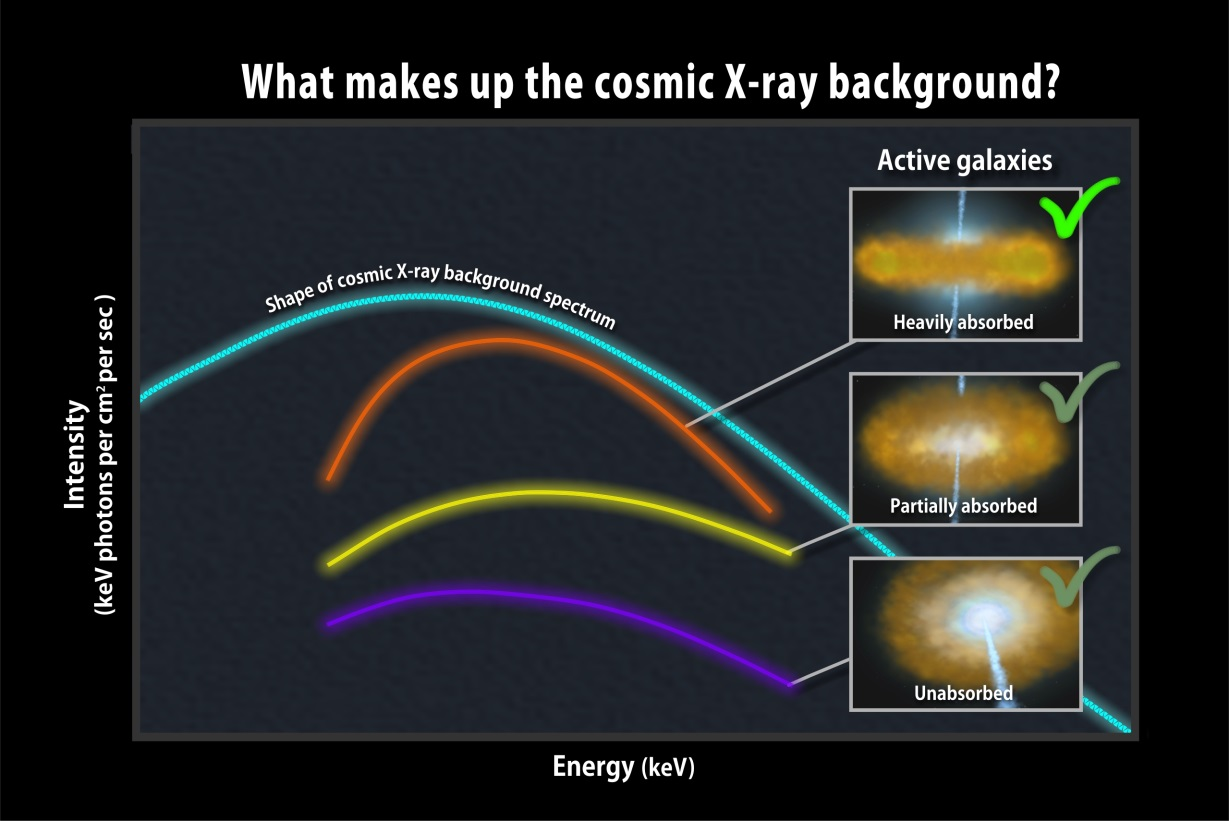 What makes up the cosmic X-ray background?
Active galaxies
Shape of cosmic X-ray background spectrum
Heavily absorbed
Partially absorbed
Unabsorbed
Intensity
(keV photons per cm² per sec )
Energy (keV)